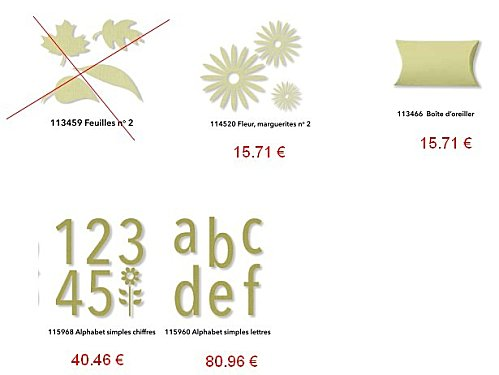 113459 Feuilles n° 2
114520 Fleur, marguerites n° 2
113466 Boîte d'oreiller
15.71 €
15.71 €
123
45
abc
def
115968 Alphabet simples chiffres
115960 Alphabet simples lettres
40.46 €
80.96 €